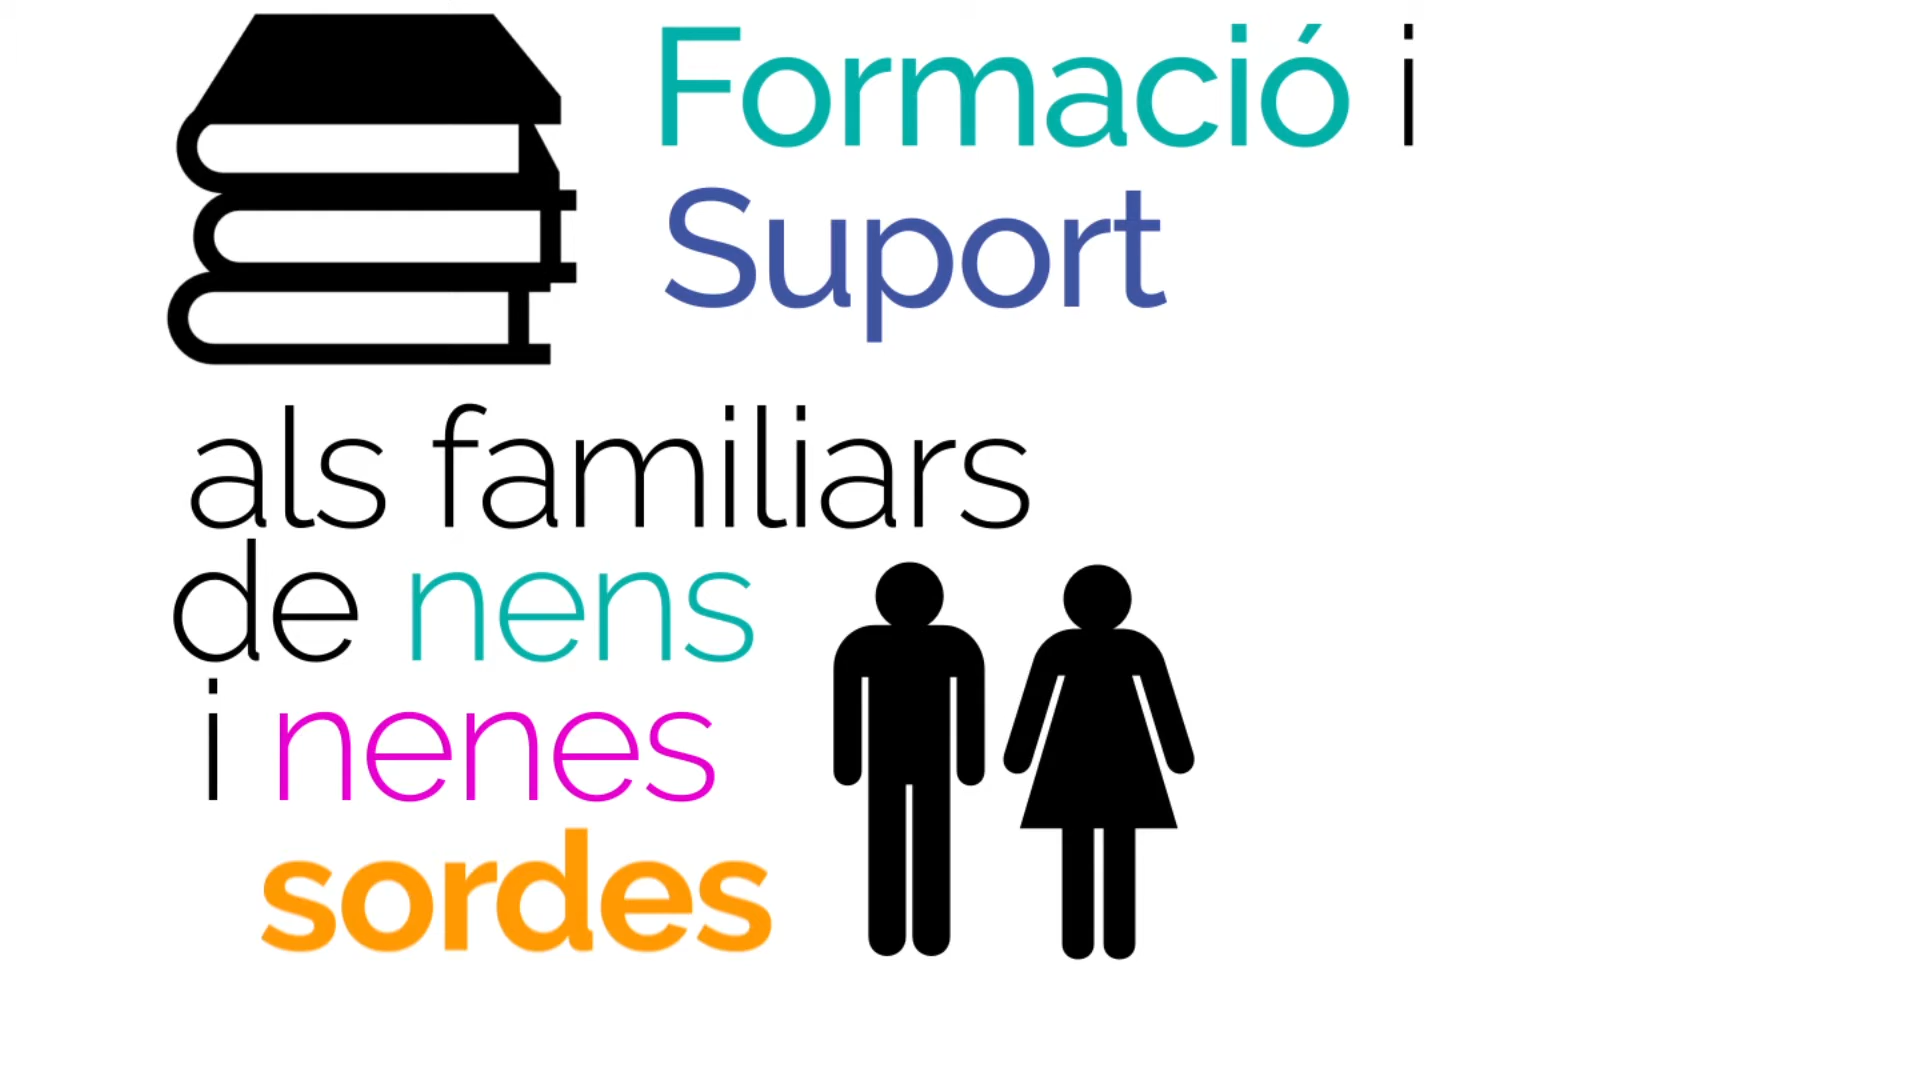 Formació i
Suport
als familiars
de nens
i nenes
sordes